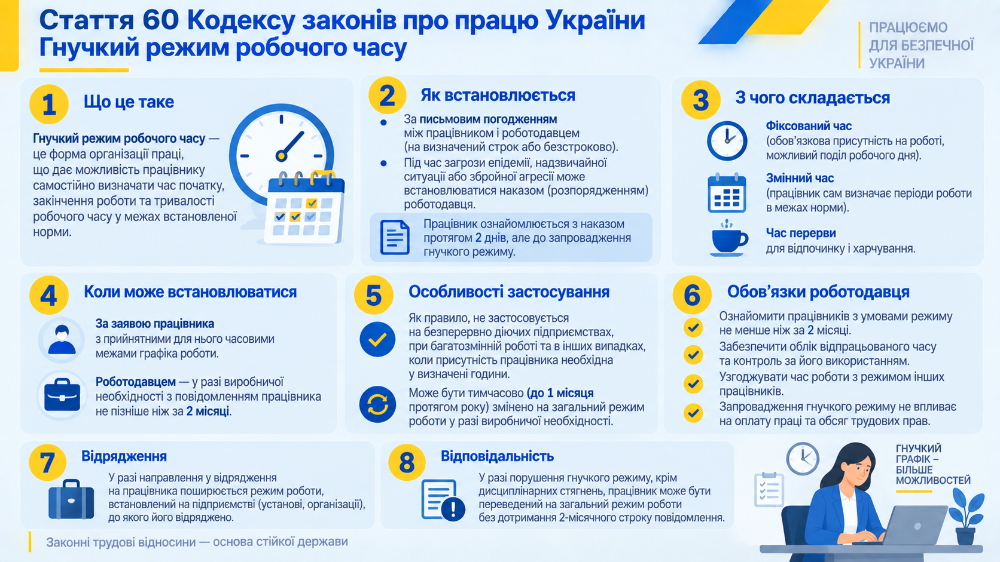 Стаття 60 Кодексу законів про працю України
Гнучкий режим робочого часу
ПРАЦЮЄМО
ДЛЯ БЕЗПЕЧНОЇ
УКРАЇНИ
1
Що це таке
Гнучкий режим робочого часу —
це форма організації праці,
що дає можливість працівнику
самостійно визначати час початку,
закінчення роботи та тривалості
робочого часу у межах встановленої
норми.
2
Як встановлюється
• За письмовим погодженням
між працівником і роботодавцем
(на визначений строк або безстроково).
• Під час загрози епідемії, надзвичайної
ситуації або збройної агресії може
встановлюватися наказом (розпорядженням)
роботодавця.
Працівник ознайомлюється з наказом
протягом 2 днів, але до запровадження
гнучкого режиму.
3
З чого складається
Фіксований час
(обов’язкова присутність на роботі,
можливий поділ робочого дня).
Змінний час
(працівник сам визначає періоди роботи
в межах норми).
Час перерви
для відпочинку і харчування.
4
Коли може встановлюватися
За заявою працівника
з прийнятними для нього часовими
межами графіка роботи.
Роботодавцем — у разі виробничої
необхідності з повідомленням працівника
не пізніше ніж за 2 місяці.
5
Особливості застосування
Як правило, не застосовується
на безперервно діючих підприємствах,
при багатозмінній роботі та в інших випадках,
коли присутність працівника необхідна
у визначені години.
Може бути тимчасово (до 1 місяця
протягом року) змінено на загальний режим
роботи у разі виробничої необхідності.
6
Обов’язки роботодавця
Ознайомити працівників з умовами режиму
не менше ніж за 2 місяці.
Забезпечити облік відпрацьованого часу
та контроль за його використанням.
Узгоджувати час роботи з режимом інших
працівників.
Запровадження гнучкого режиму не впливає
на оплату праці та обсяг трудових прав.
7
Відрядження
У разі направлення у відрядження
на працівника поширюється режим роботи,
встановлений на підприємстві (установі, організації),
до якого його відряджено.
8
Відповідальність
У разі порушення гнучкого режиму, крім
дисциплінарних стягнень, працівник може бути
переведений на загальний режим роботи
без дотримання 2-місячного строку повідомлення.
ГНУЧКИЙ
ГРАФІК –
БІЛЬШЕ
МОЖЛИВОСТЕЙ
Законні трудові відносини — основа стійкої держави